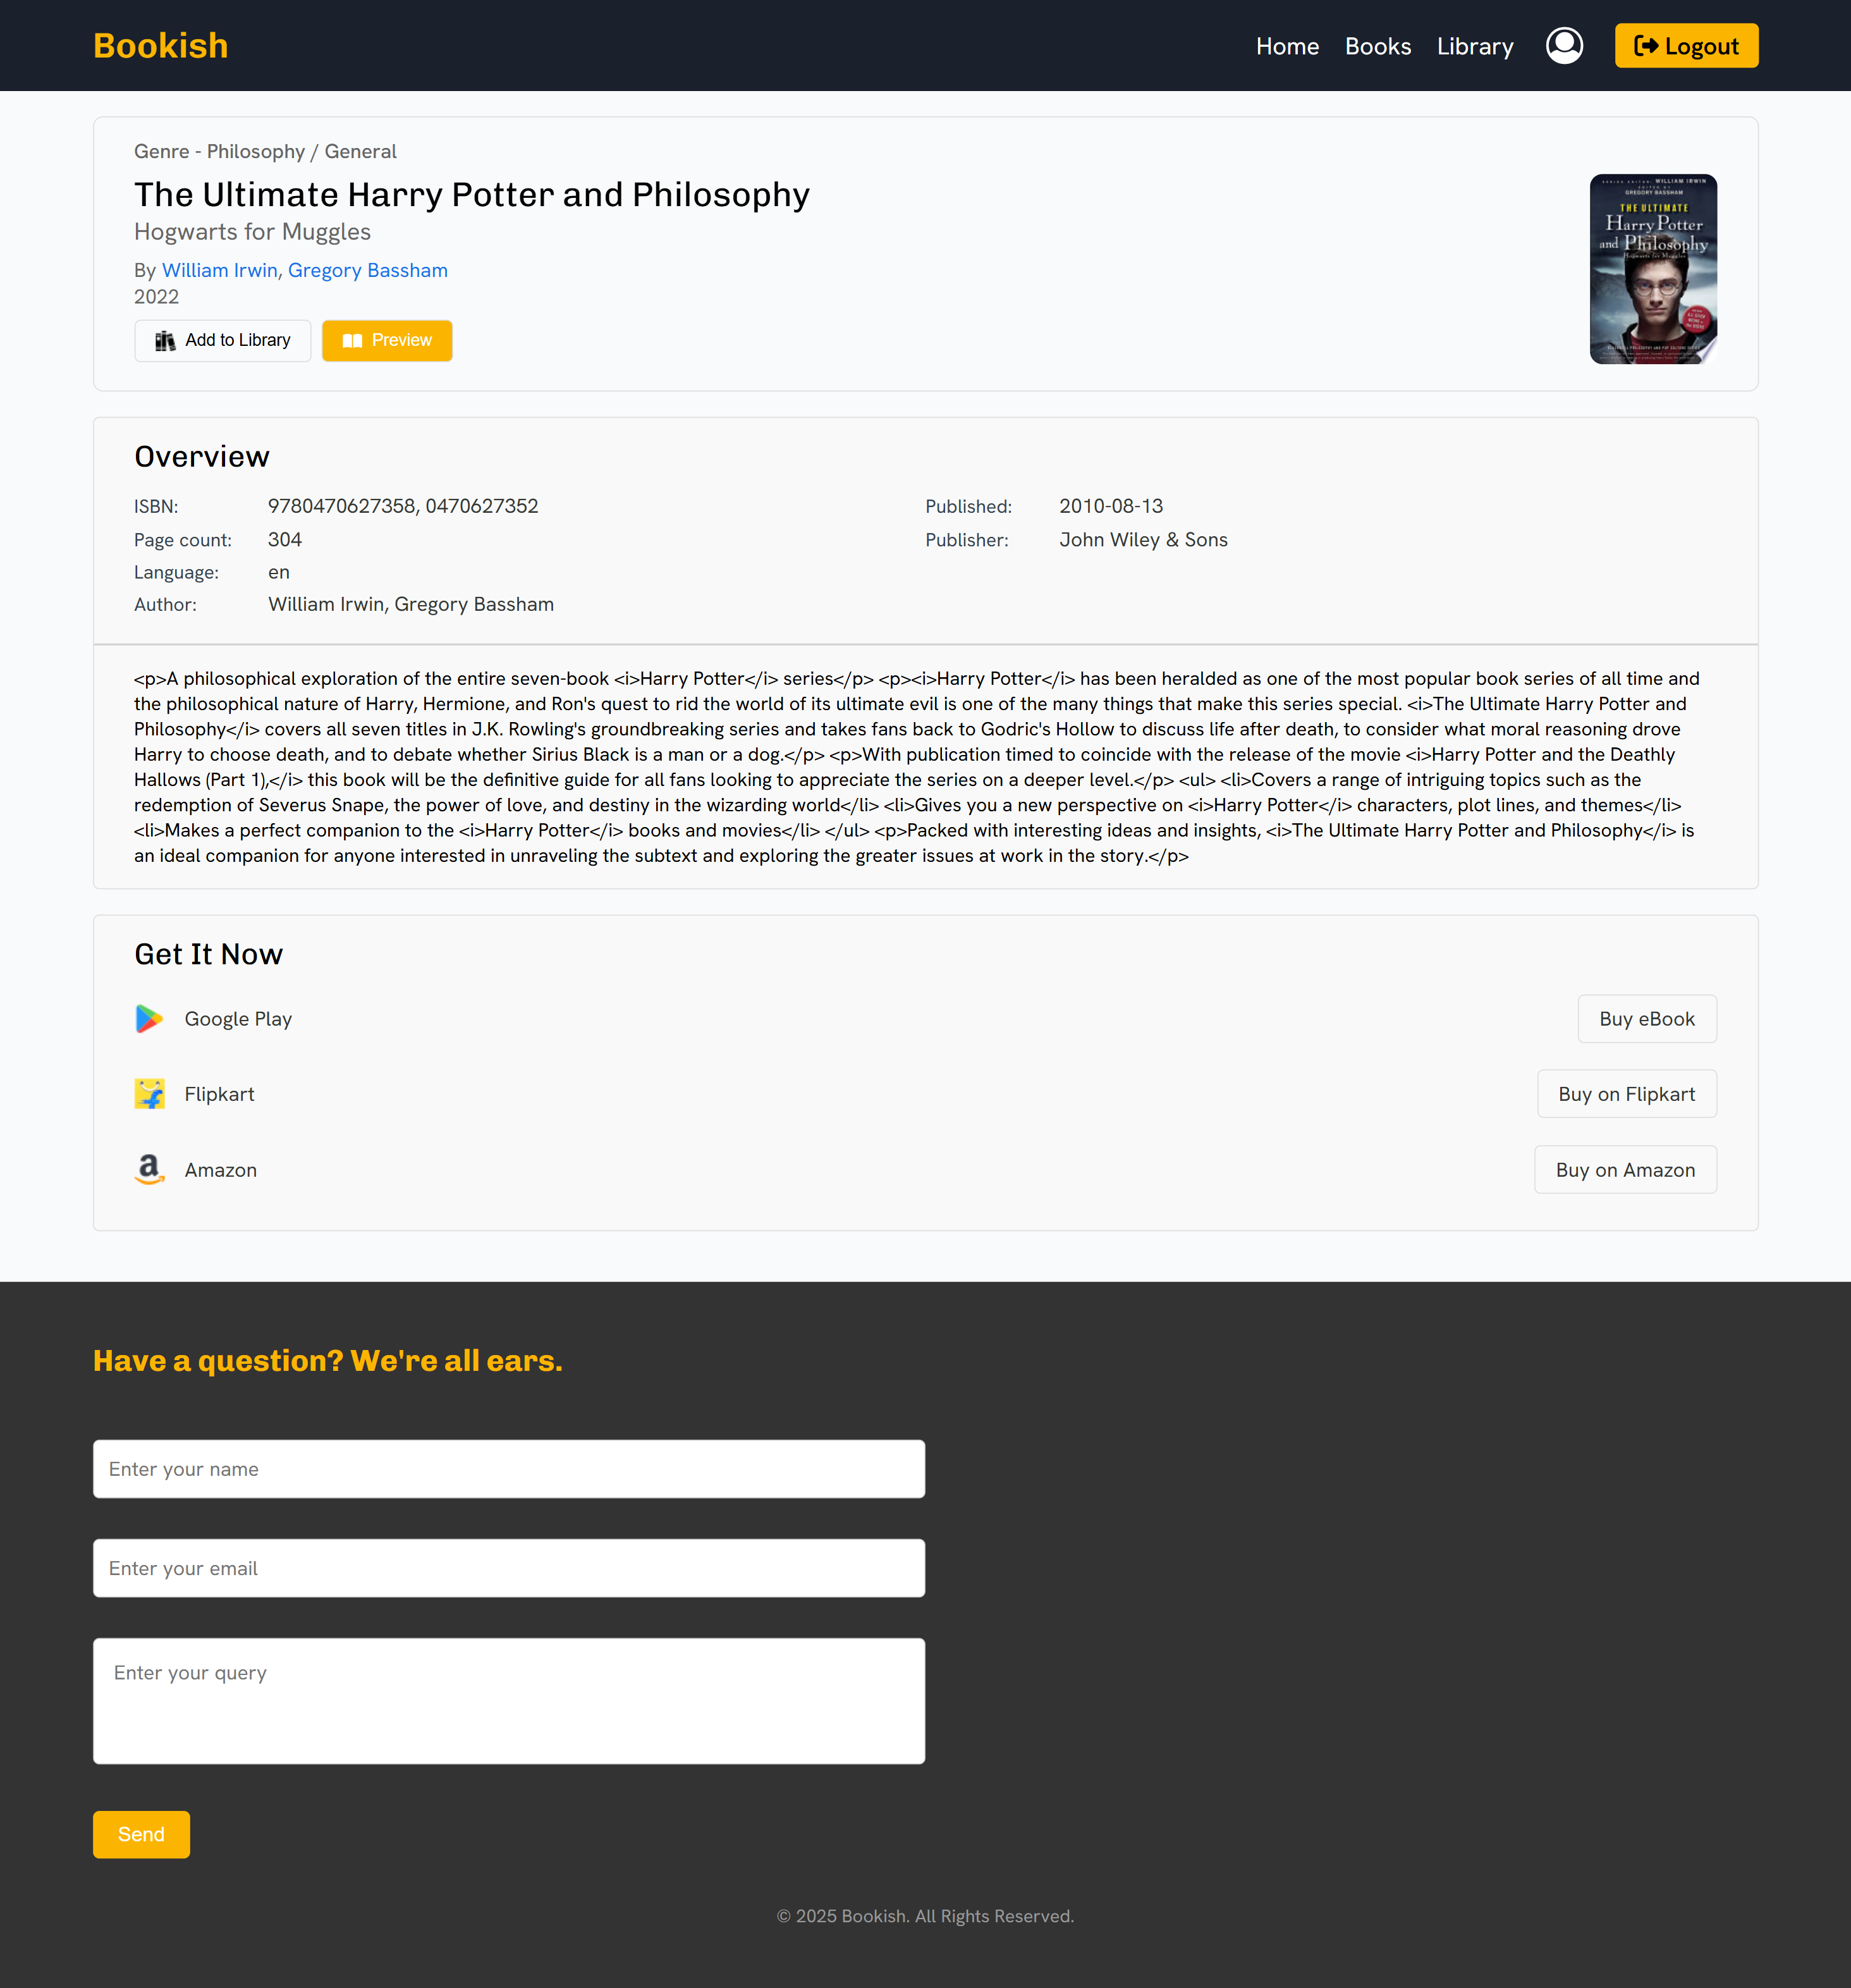 Bookish
Home Books Library Logout
Genre - Philosophy / General
The Ultimate Harry Potter and Philosophy
Hogwarts for Muggles
By William Irwin, Gregory Bassham
2022
Add to Library Preview
SERIES EDITOR: WILLIAM IRWIN
EDITED BY
GREGORY BASSHAM
THE ULTIMATE
Harry Potter
and Philosophy
Hogwarts for Muggles
Overview
ISBN: 9780470627358, 0470627352 Published: 2010-08-13
Page count: 304 Publisher: John Wiley & Sons
Language: en
Author: William Irwin, Gregory Bassham
<p>A philosophical exploration of the entire seven-book <i>Harry Potter</i> series</p> <p><i>Harry Potter</i> has been heralded as one of the most popular book series of all time and
the philosophical nature of Harry, Hermione, and Ron's quest to rid the world of its ultimate evil is one of the many things that make this series special. <i>The Ultimate Harry Potter and
Philosophy</i> covers all seven titles in J.K. Rowling's groundbreaking series and takes fans back to Godric's Hollow to discuss life after death, to consider what moral reasoning drove
Harry to choose death, and to debate whether Sirius Black is a man or a dog.</p> <p>With publication timed to coincide with the release of the movie <i>Harry Potter and the Deathly
Hallows (Part 1),</i> this book will be the definitive guide for all fans looking to appreciate the series on a deeper level.</p> <ul> <li>Covers a range of intriguing topics such as the
redemption of Severus Snape, the power of love, and destiny in the wizarding world</li> <li>Gives you a new perspective on <i>Harry Potter</i> characters, plot lines, and themes</li>
<li>Makes a perfect companion to the <i>Harry Potter</i> books and movies</li> </ul> <p>Packed with interesting ideas and insights, <i>The Ultimate Harry Potter and Philosophy</i> is
an ideal companion for anyone interested in unraveling the subtext and exploring the greater issues at work in the story.</p>
Get It Now
Google Play Buy eBook
Flipkart Buy on Flipkart
Amazon Buy on Amazon
Have a question? We're all ears.
Enter your name
Enter your email
Enter your query
Send
© 2025 Bookish. All Rights Reserved.